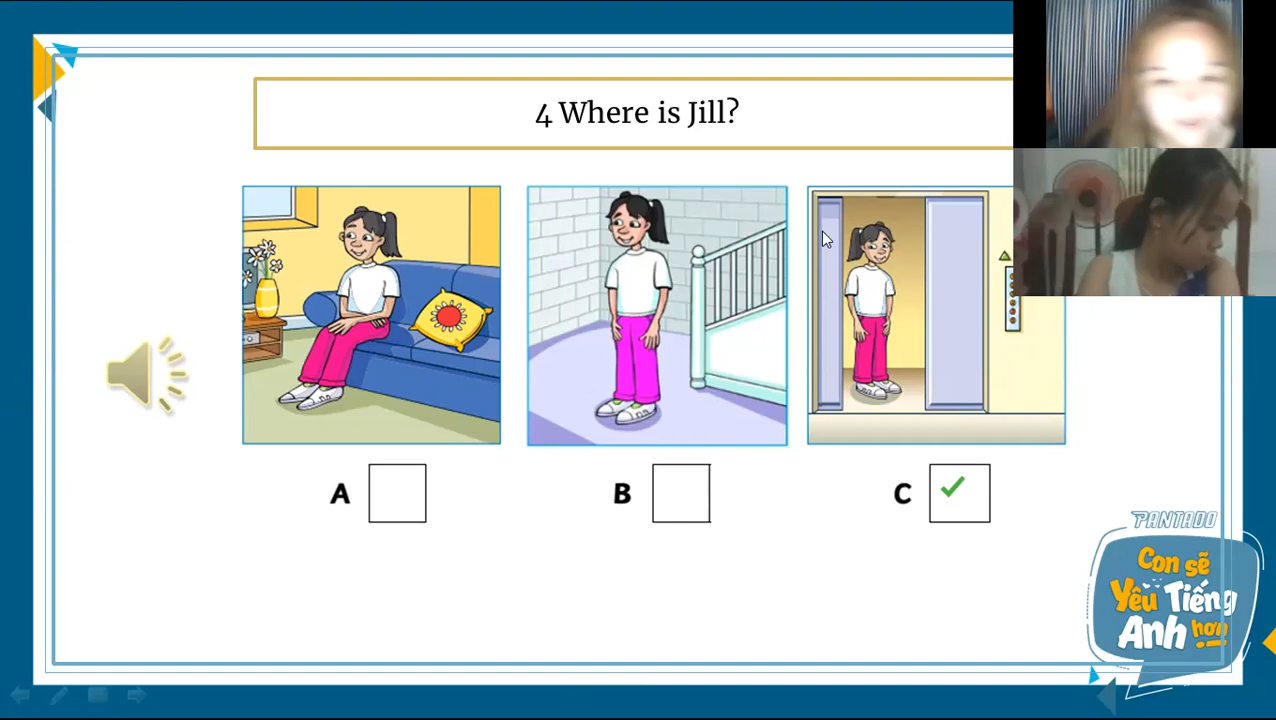 4 Where is Jill?
A
B
C
PANTADO
Con sẽ
Yêu Tiếng
Anh hơn